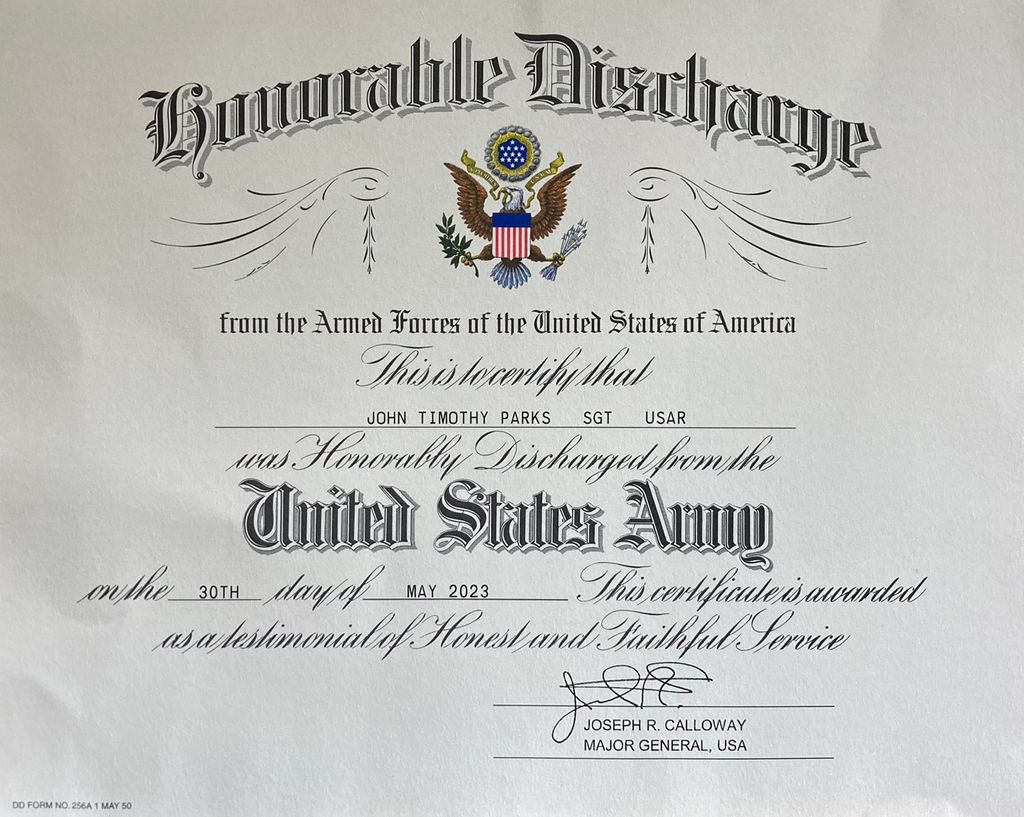 Honorable Discharge
from the Armed Forces of the United States of America
This is to certify that
JOHN TIMOTHY PARKS SGT USAR
was Honorably Discharged from the
United States Army
on the 30TH day of MAY 2023 This certificate is awarded
as a testimonial of Honest and Faithful Service
JOSEPH R. CALLOWAY
MAJOR GENERAL, USA
DD FORM NO. 256A 1 MAY 50